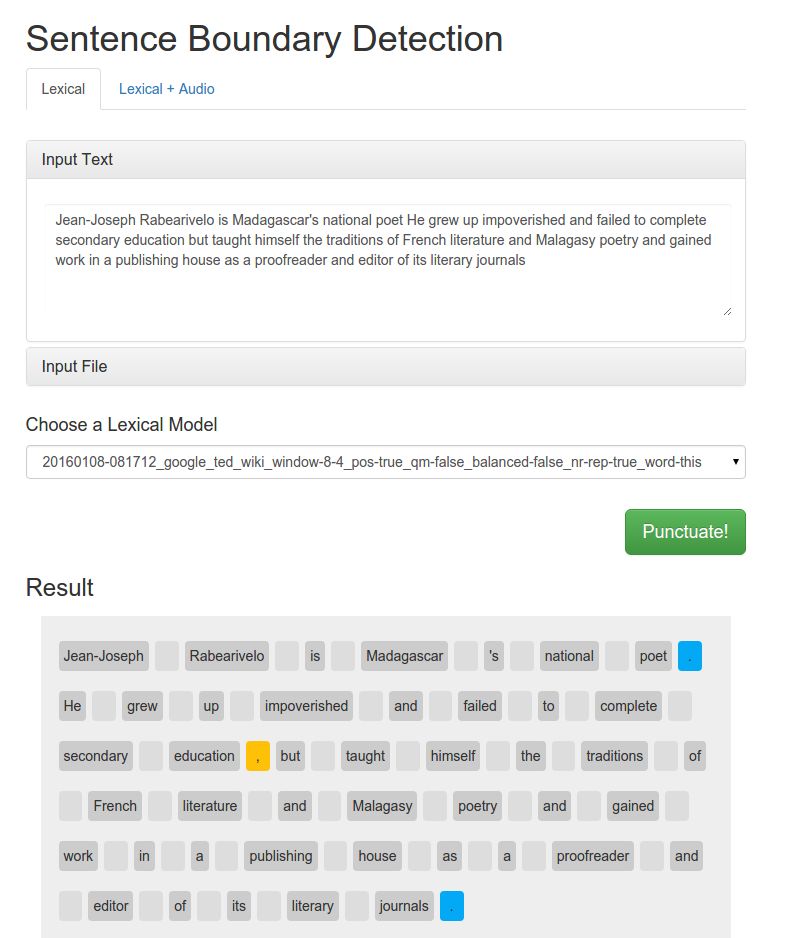 Sentence Boundary Detection
Lexical Lexical + Audio
Input Text
Jean-Joseph Rabearivelo is Madagascar's national poet He grew up impoverished and failed to complete
secondary education but taught himself the traditions of French literature and Malagasy poetry and gained
work in a publishing house as a proofreader and editor of its literary journals
Input File
Choose a Lexical Model
20160108-081712_google_ted_wiki_window-8-4_pos-true_qm-false_balanced-false_nr-rep-true_word-this
Punctuate!
Result
Jean-Joseph Rabearivelo is Madagascar 's national poet .
He grew up impoverished and failed to complete
secondary education , but taught himself the traditions of
French literature and Malagasy poetry and gained
work in a publishing house as a proofreader and
editor of its literary journals .